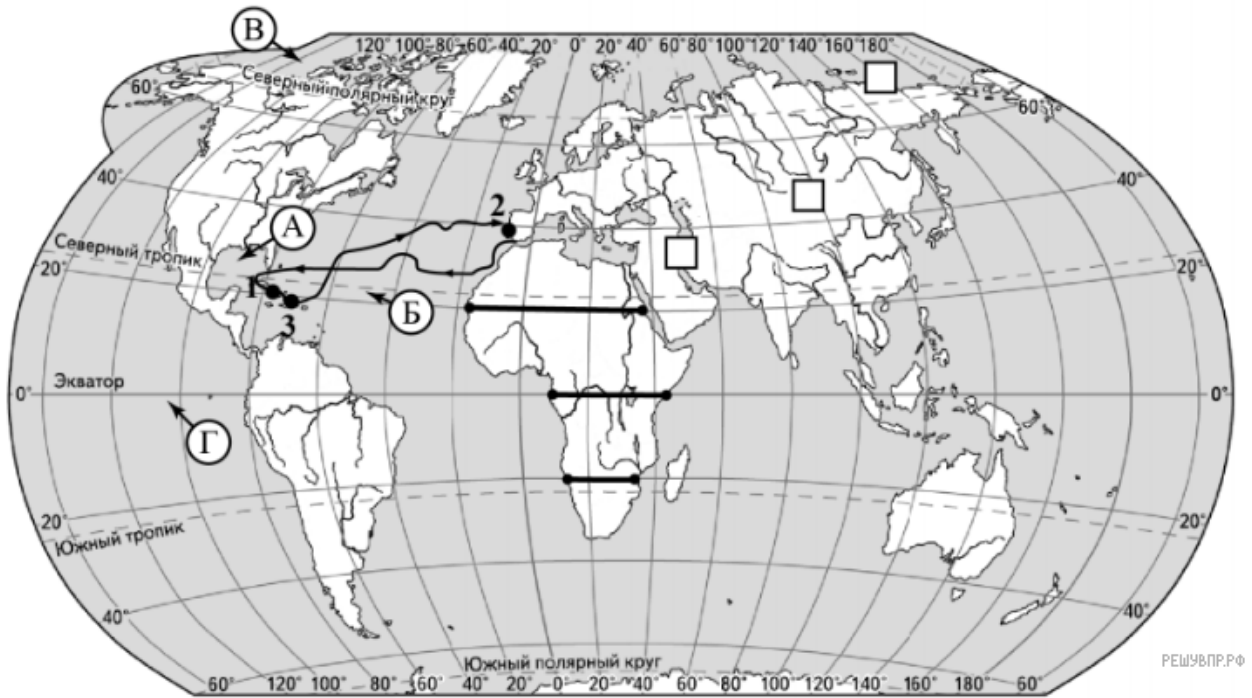 В
120° 100° 80° 60° 40° 20° 0° 20° 40° 60° 80° 100° 120° 140° 160° 180°
Северный полярный круг
60°
60°
40°
40°
2
А
Северный тропик
20°
20°
1
Б
3
Экватор
0°
0°
Г
20°
20°
Южный тропик
40°
40°
Южный полярный круг
РЕШУВПР.РФ
60° 120° 100° 80° 60° 40° 20° 0° 20° 40° 60° 80° 100° 120° 140° 160° 180° 60°